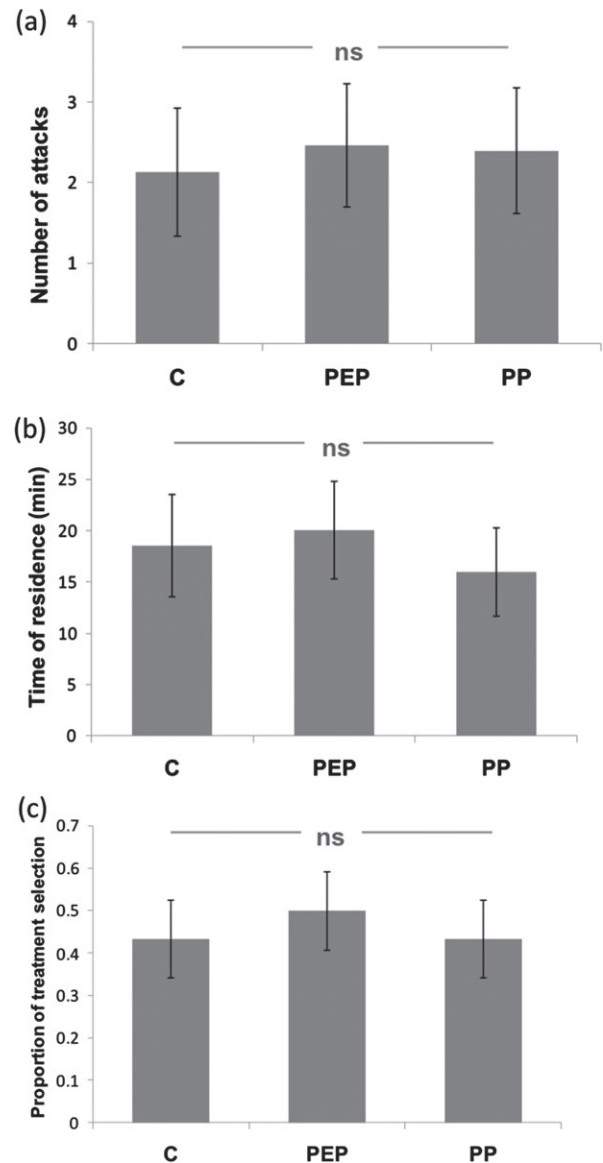 (a)
Number of attacks
4
3
2
1
0
ns
C PEP PP
(b)
Time of residence (min)
30
25
20
15
10
5
0
ns
C PEP PP
(c)
Proportion of treatment selection
0.7
0.6
0.5
0.4
0.3
0.2
0.1
0
ns
C PEP PP